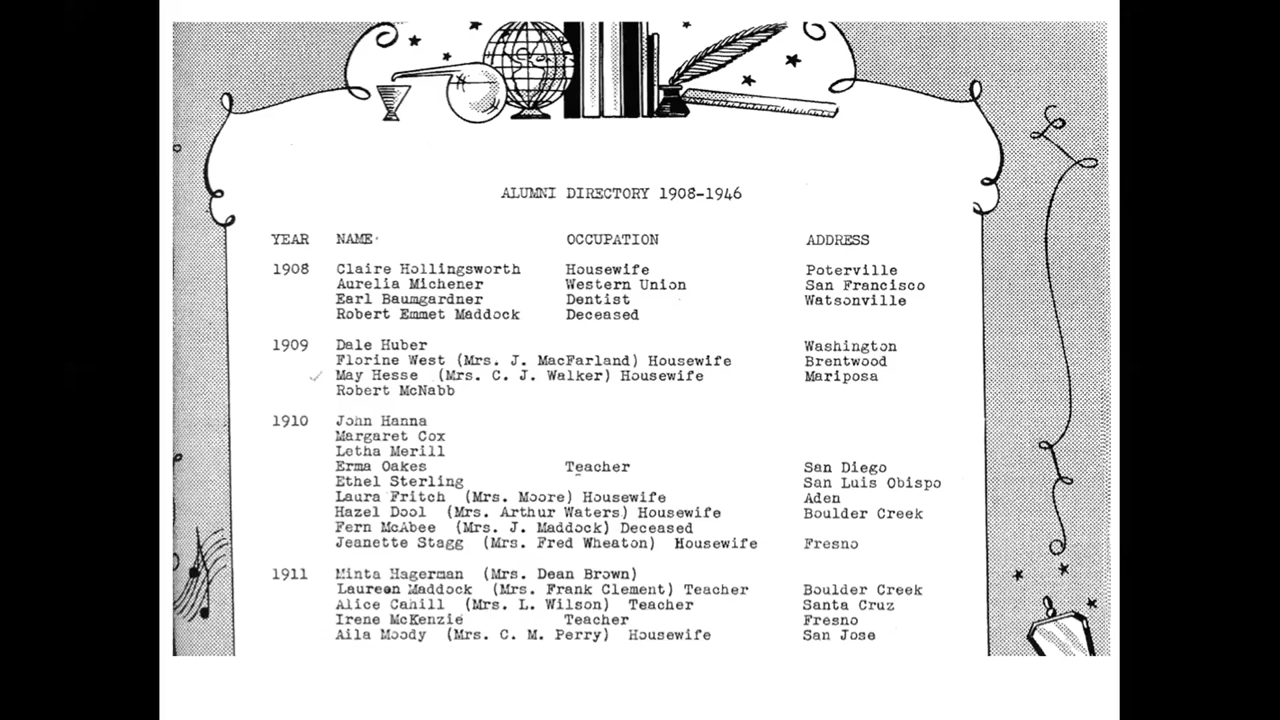 ALUMNI DIRECTORY 1908-1946
YEAR NAME OCCUPATION ADDRESS
1908 Claire Hollingsworth Housewife Poterville
Aurelia Michener Western Union San Francisco
Earl Baumgardner Dentist Watsonville
Robert Emmet Maddock Deceased
1909 Dale Huber Washington
Florine West (Mrs. J. MacFarland) Housewife Brentwood
May Hesse (Mrs. C. J. Walker) Housewife Mariposa
Robert McNabb
1910 John Hanna
Margaret Cox
Letha Merill
Erma Oakes Teacher San Diego
Ethel Sterling San Luis Obispo
Laura Fritch (Mrs. Moore) Housewife Aden
Hazel Dool (Mrs. Arthur Waters) Housewife Boulder Creek
Fern McAbee (Mrs. J. Maddock) Deceased
Jeanette Stagg (Mrs. Fred Wheaton) Housewife Fresno
1911 Minta Hagerman (Mrs. Dean Brown)
Laureen Maddock (Mrs. Frank Clement) Teacher Boulder Creek
Alice Cahill (Mrs. L. Wilson) Teacher Santa Cruz
Irene McKenzie Teacher Fresno
Aila Moody (Mrs. C. M. Perry) Housewife San Jose